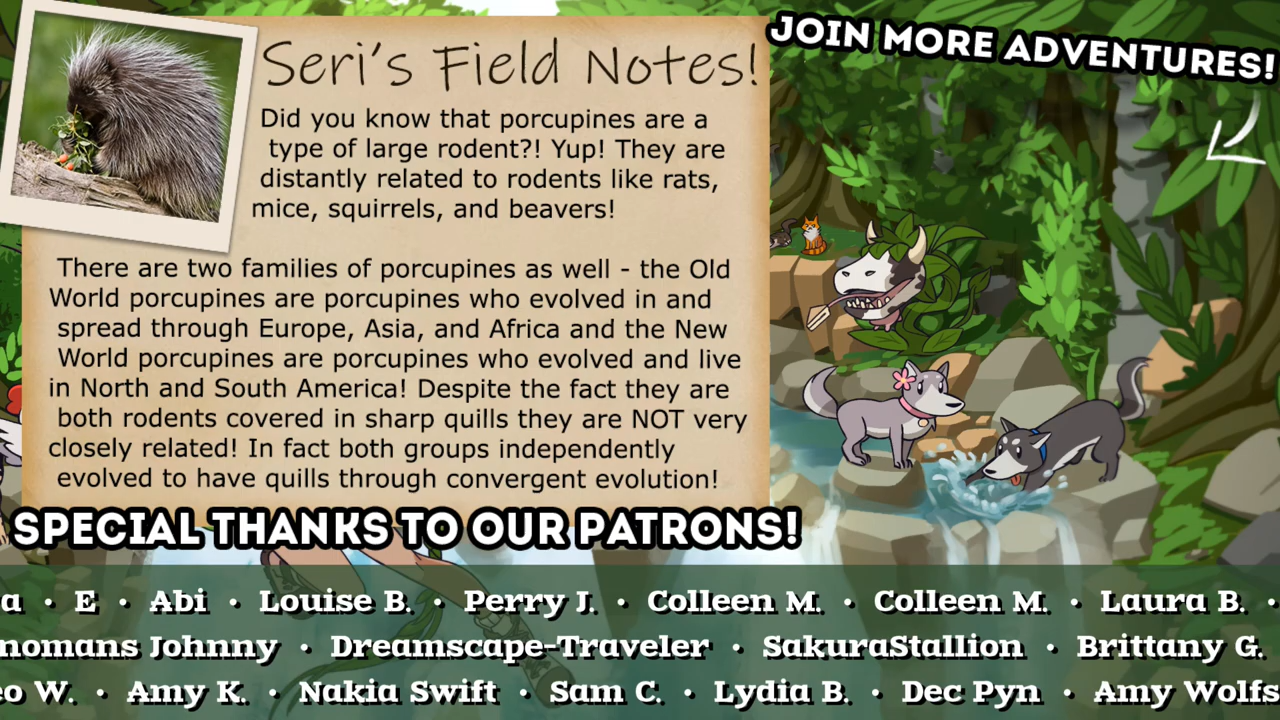 Seri's Field Notes!
Did you know that porcupines are a
type of large rodent?! Yup! They are
distantly related to rodents like rats,
mice, squirrels, and beavers!
There are two families of porcupines as well - the Old
World porcupines are porcupines who evolved in and
spread through Europe, Asia, and Africa and the New
World porcupines are porcupines who evolved and live
in North and South America! Despite the fact they are
both rodents covered in sharp quills they are NOT very
closely related! In fact both groups independently
evolved to have quills through convergent evolution!
JOIN MORE ADVENTURES!
SPECIAL THANKS TO OUR PATRONS!
a • E • Abi • Louise B. • Perry J. • Colleen M. • Colleen M. • Laura B. •
nomans Johnny • Dreamscape-Traveler • SakuraStallion • Brittany G.
eo W. • Amy K. • Nakia Swift • Sam C. • Lydia B. • Dec Pyn • Amy Wolfs